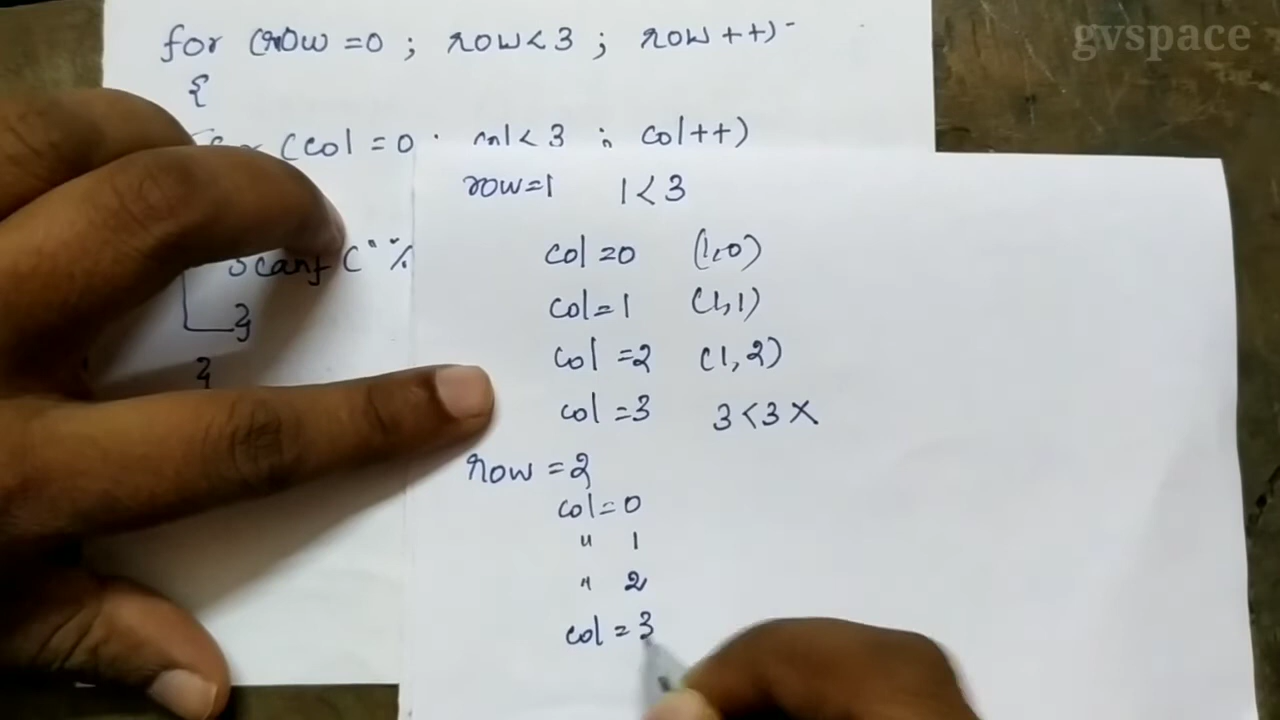 gvspace
for (row=0 ; row<3 ; row++)
{
(col=0 ; col<3 ; col++)
scanf("%
}
}
row=1 1<3
col=0 (1,0)
col=1 (1,1)
col=2 (1,2)
col=3 3<3 ×
row=2
col=0
" 1
" 2
col=3